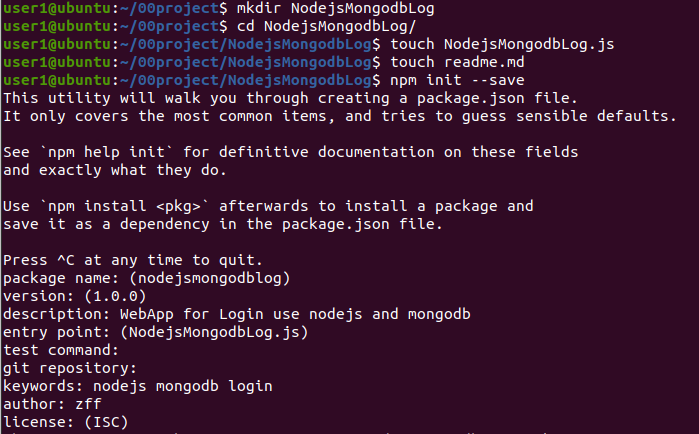 user1@ubuntu:~/00project$ mkdir NodejsMongodbLog
user1@ubuntu:~/00project$ cd NodejsMongodbLog/
user1@ubuntu:~/00project/NodejsMongodbLog$ touch NodejsMongodbLog.js
user1@ubuntu:~/00project/NodejsMongodbLog$ touch readme.md
user1@ubuntu:~/00project/NodejsMongodbLog$ npm init --save
This utility will walk you through creating a package.json file.
It only covers the most common items, and tries to guess sensible defaults.
See `npm help init` for definitive documentation on these fields
and exactly what they do.
Use `npm install <pkg>` afterwards to install a package and
save it as a dependency in the package.json file.
Press ^C at any time to quit.
package name: (nodejsmongodblog)
version: (1.0.0)
description: WebApp for Login use nodejs and mongodb
entry point: (NodejsMongodbLog.js)
test command:
git repository:
keywords: nodejs mongodb login
author: zff
license: (ISC)